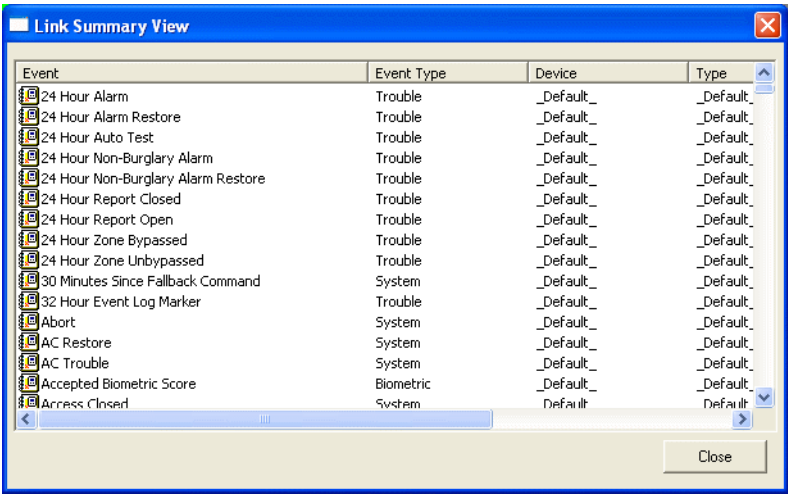 Link Summary View
Event Event Type Device Type
24 Hour Alarm Trouble _Default_ _Default_
24 Hour Alarm Restore Trouble _Default_ _Default_
24 Hour Auto Test Trouble _Default_ _Default_
24 Hour Non-Burglary Alarm Trouble _Default_ _Default_
24 Hour Non-Burglary Alarm Restore Trouble _Default_ _Default_
24 Hour Report Closed Trouble _Default_ _Default_
24 Hour Report Open Trouble _Default_ _Default_
24 Hour Zone Bypassed Trouble _Default_ _Default_
24 Hour Zone Unbypassed Trouble _Default_ _Default_
30 Minutes Since Fallback Command System _Default_ _Default_
32 Hour Event Log Marker Trouble _Default_ _Default_
Abort System _Default_ _Default_
AC Restore System _Default_ _Default_
AC Trouble System _Default_ _Default_
Accepted Biometric Score Biometric _Default_ _Default_
Access Closed System Default Default
Close